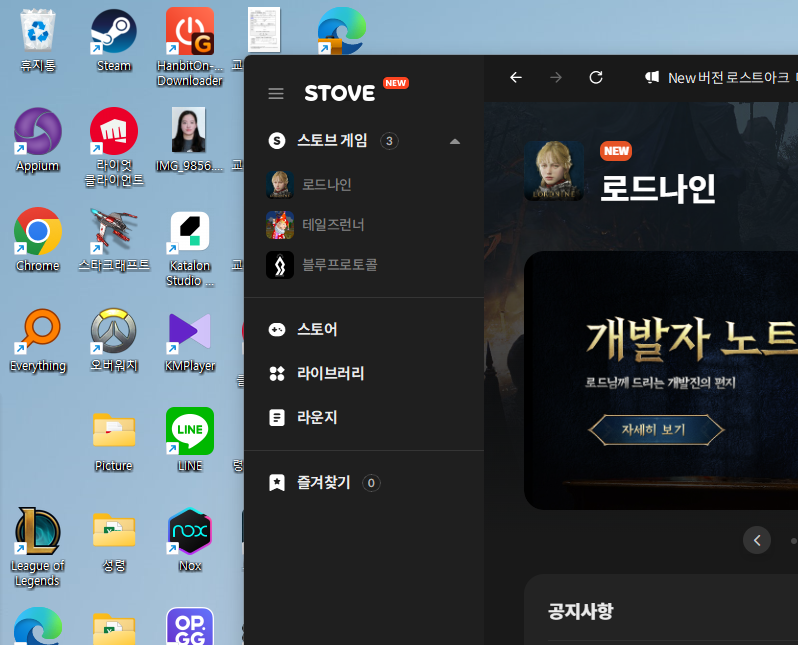 휴지통
Steam
HanbitOn-...
Downloader
Appium
라이엇
클라이언트
IMG_9856....
Chrome
스타크래프트
Katalon
Studio ...
Everything
오버워치
KMPlayer
Picture
LINE
LINE
League of
Legends
성령
nox
Nox
OP.
GG
STOVE NEW
스토브 게임 3
로드나인
테일즈런너
블루프로토콜
스토어
라이브러리
라운지
즐겨찾기 0
New 버전 로스트아크
NEW
로드나인
개발자 노트
로드님께 드리는 개발진의 편지
자세히 보기
공지사항